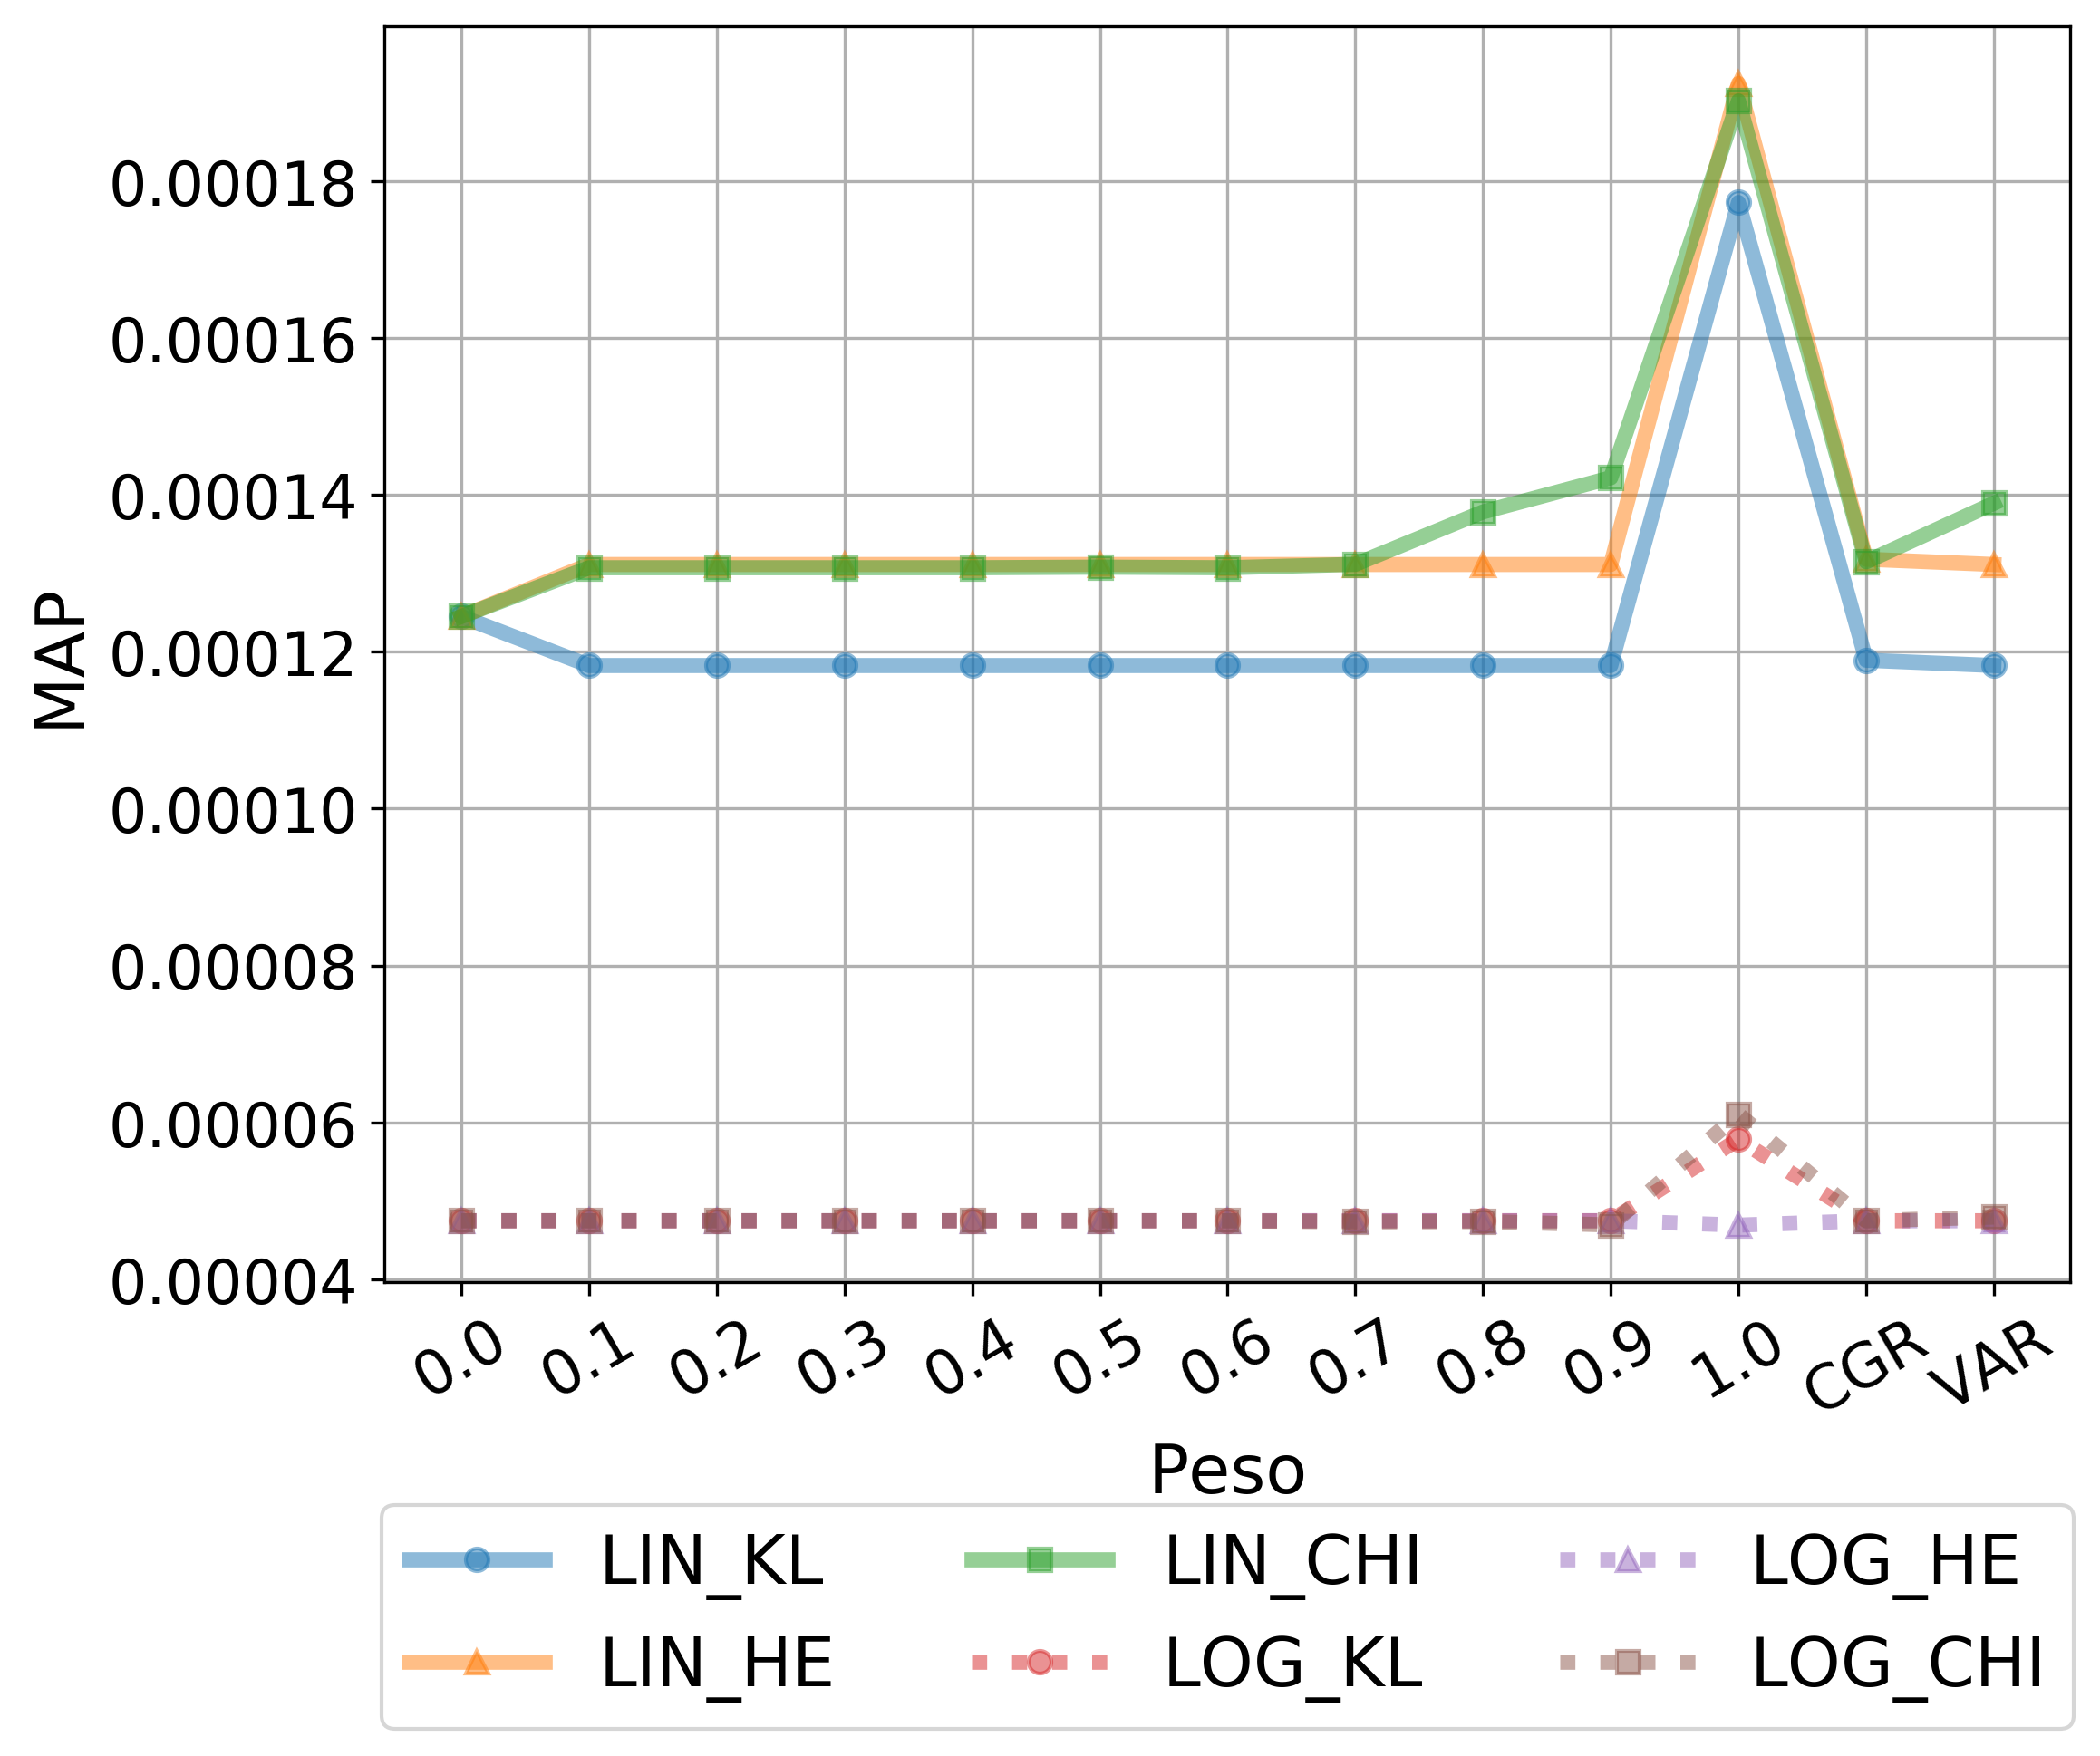 0.00018
0.00016
0.00014
0.00012
0.00010
0.00008
0.00006
0.00004
MAP
0.0 0.1 0.2 0.3 0.4 0.5 0.6 0.7 0.8 0.9 1.0 CGR VAR
Peso
LIN_KL LIN_CHI LOG_HE
LIN_HE LOG_KL LOG_CHI